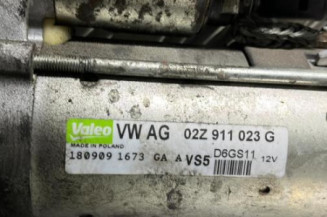 Valeo VW AG 02Z 911 023 G
MADE IN POLAND
180909 1673 GA A VS5 D6GS11 12V